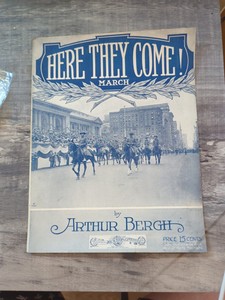 HERE THEY COME!
MARCH
by
ARTHUR BERGH
PRICE 15 CENTS